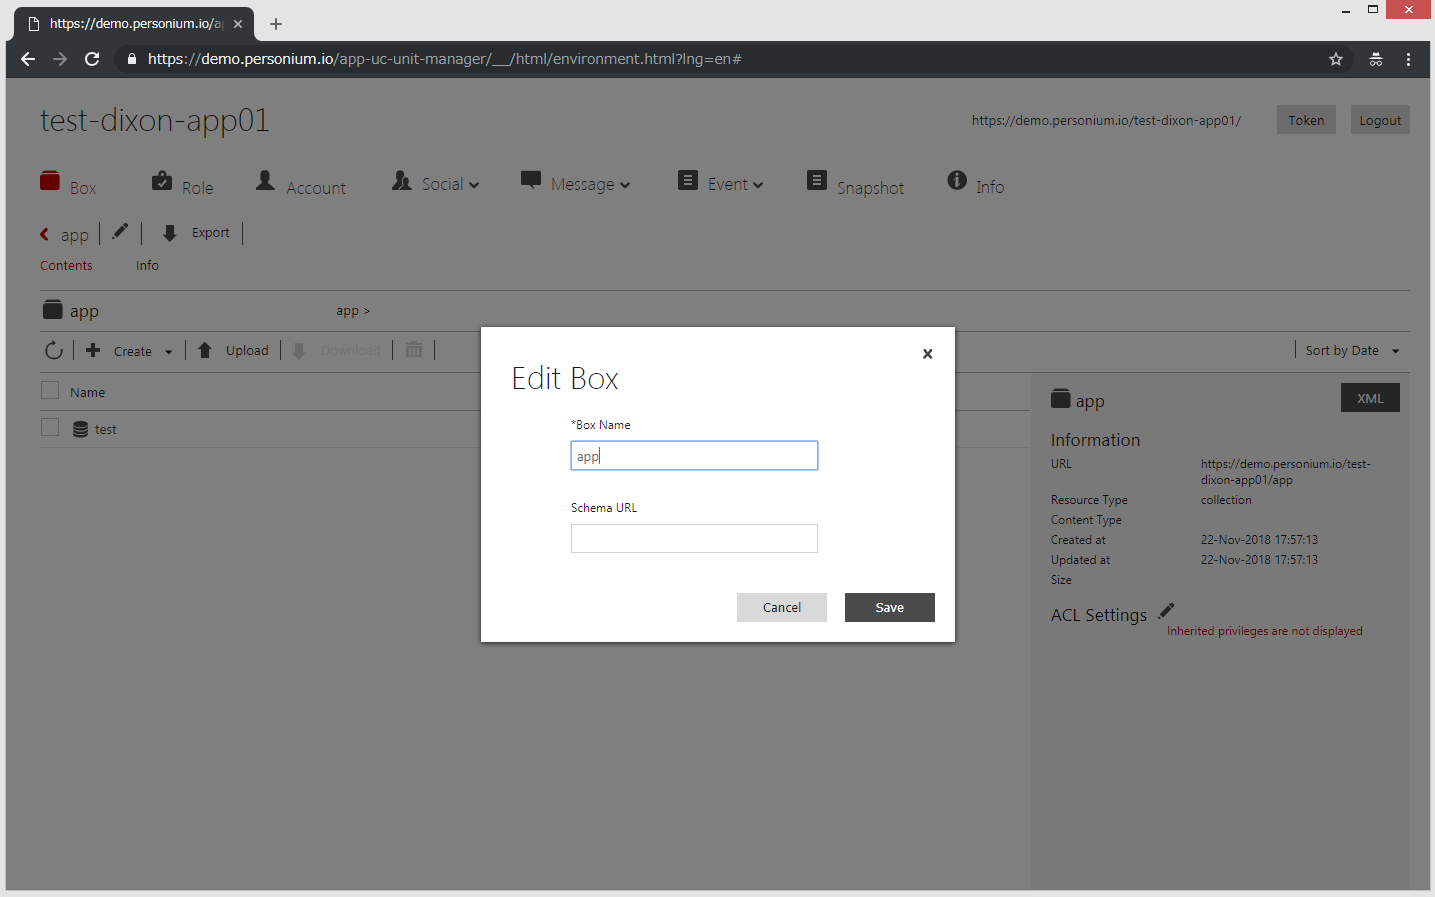 https://demo.personium.io/ap
https://demo.personium.io/app-uc-unit-manager/__/html/environment.html?lng=en#
test-dixon-app01
https://demo.personium.io/test-dixon-app01/
Token
Logout
Box
Role
Account
Social
Message
Event
Snapshot
Info
app
Export
Contents
Info
app
app >
Create
Upload
Download
Sort by Date
Name
test
Edit Box
*Box Name
app
Schema URL
Cancel
Save
app
XML
Information
URL
https://demo.personium.io/test-
dixon-app01/app
Resource Type
collection
Content Type
Created at
22-Nov-2018 17:57:13
Updated at
22-Nov-2018 17:57:13
Size
ACL Settings
Inherited privileges are not displayed